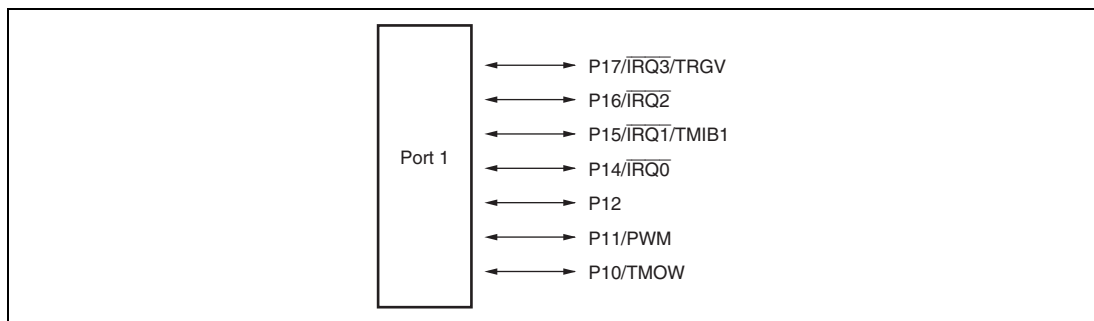 Port 1
P17/IRQ3/TRGV
P16/IRQ2
P15/IRQ1/TMIB1
P14/IRQ0
P12
P11/PWM
P10/TMOW